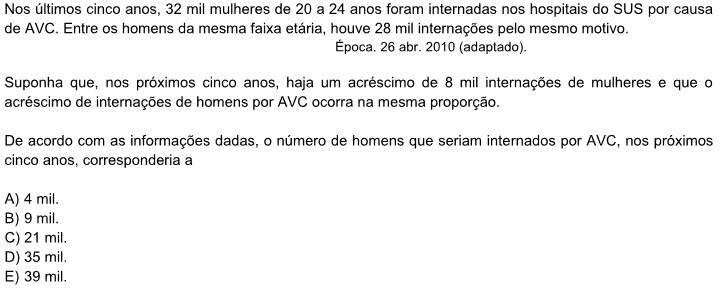 Nos últimos cinco anos, 32 mil mulheres de 20 a 24 anos foram internadas nos hospitais do SUS por causa
de AVC. Entre os homens da mesma faixa etária, houve 28 mil internações pelo mesmo motivo.
Época. 26 abr. 2010 (adaptado).
Suponha que, nos próximos cinco anos, haja um acréscimo de 8 mil internações de mulheres e que o
acréscimo de internações de homens por AVC ocorra na mesma proporção.
De acordo com as informações dadas, o número de homens que seriam internados por AVC, nos próximos
cinco anos, corresponderia a
A) 4 mil.
B) 9 mil.
C) 21 mil.
D) 35 mil.
E) 39 mil.